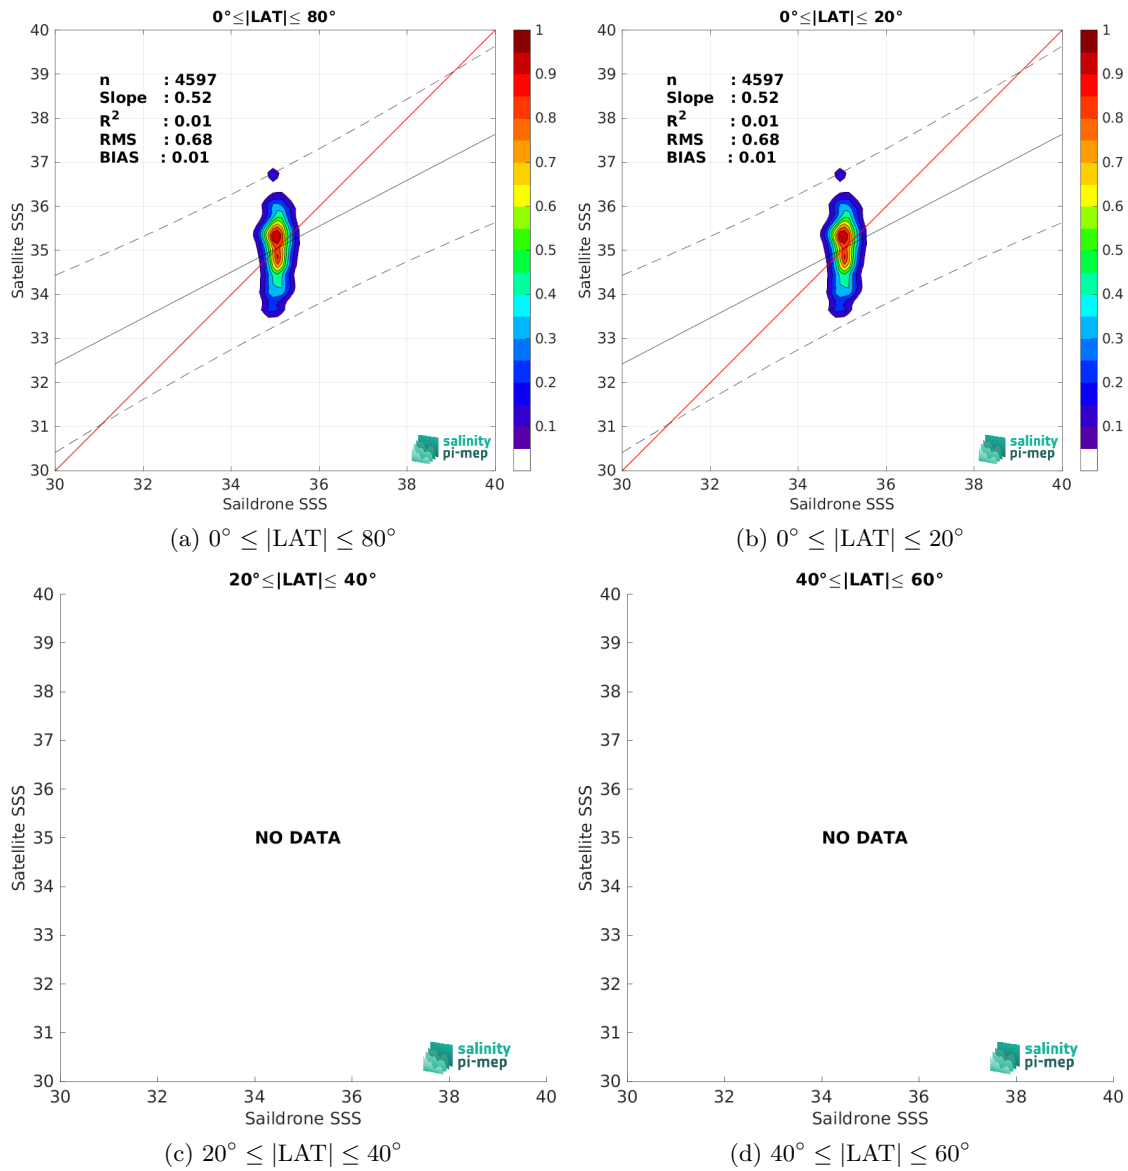 0°≤|LAT|≤ 80°
40
39
38
37
36
35
34
33
32
31
30
Satellite SSS
n : 4597
Slope : 0.52
R² : 0.01
RMS : 0.68
BIAS : 0.01
salinity
pi-mep
30 32 34 36 38 40
Saildrone SSS
1
0.9
0.8
0.7
0.6
0.5
0.4
0.3
0.2
0.1
(a) 0° ≤ |LAT| ≤ 80°
0°≤|LAT|≤ 20°
40
39
38
37
36
35
34
33
32
31
30
Satellite SSS
n : 4597
Slope : 0.52
R² : 0.01
RMS : 0.68
BIAS : 0.01
salinity
pi-mep
30 32 34 36 38 40
Saildrone SSS
1
0.9
0.8
0.7
0.6
0.5
0.4
0.3
0.2
0.1
(b) 0° ≤ |LAT| ≤ 20°
20°≤|LAT|≤ 40°
40
39
38
37
36
35
34
33
32
31
30
Satellite SSS
NO DATA
salinity
pi-mep
30 32 34 36 38 40
Saildrone SSS
(c) 20° ≤ |LAT| ≤ 40°
40°≤|LAT|≤ 60°
40
39
38
37
36
35
34
33
32
31
30
Satellite SSS
NO DATA
salinity
pi-mep
30 32 34 36 38 40
Saildrone SSS
(d) 40° ≤ |LAT| ≤ 60°